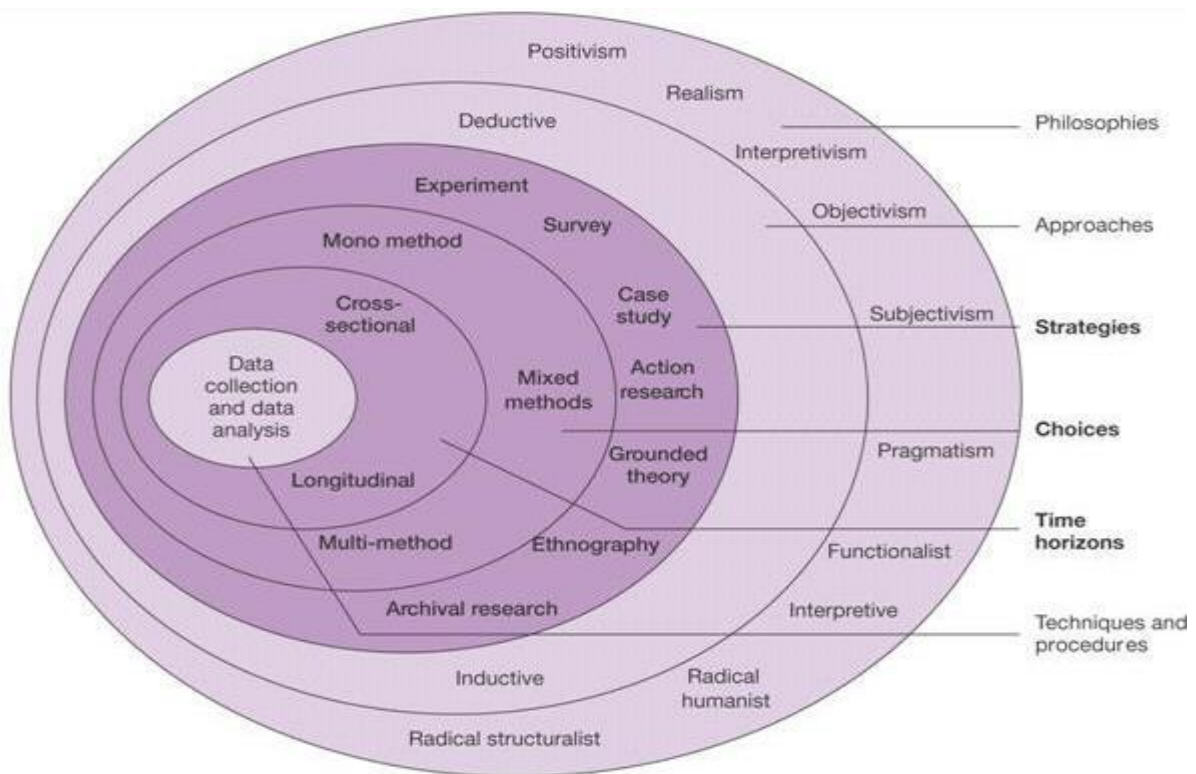 Positivism
Realism
Philosophies
Deductive
Interpretivism
Experiment
Objectivism
Survey
Approaches
Mono method
Case
study
Cross-
sectional
Subjectivism
Strategies
Data
collection
and data
analysis
Mixed
methods
Action
research
Choices
Grounded
theory
Pragmatism
Longitudinal
Time
horizons
Multi-method
Ethnography
Functionalist
Archival research
Interpretive
Techniques and
procedures
Inductive
Radical
humanist
Radical structuralist